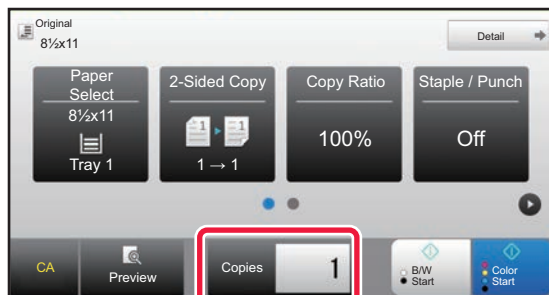 Original
8½x11
Detail
Paper
Select
8½x11
Tray 1
2-Sided Copy
1 → 1
Copy Ratio
100%
Staple / Punch
Off
CA
Preview
Copies
1
B/W
Start
Color
Start